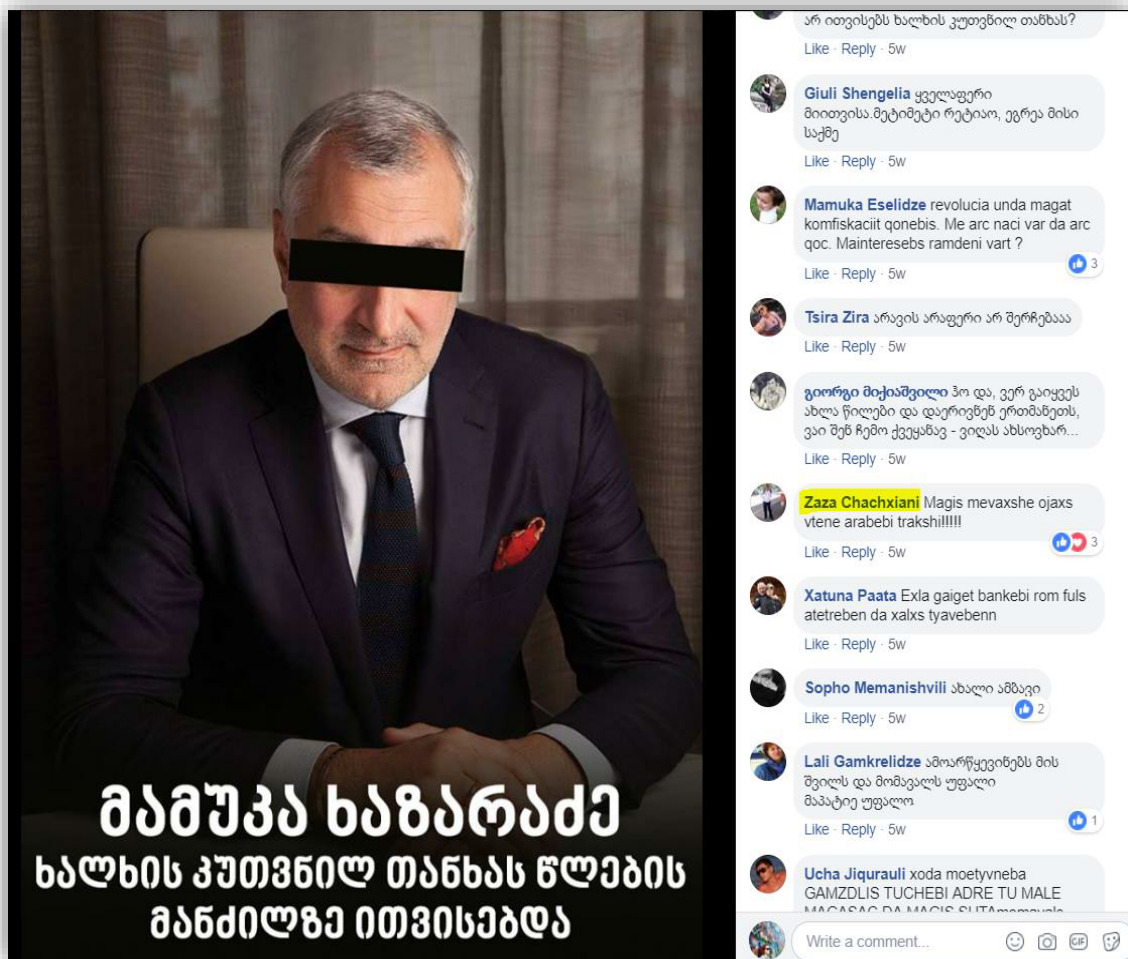 მამუკა ხაზარაძე
ხალხის კუთვნილ თანხას წლების
მანძილზე ითვისებდა
არ ითვისებს ხალხის კუთვნილ თანხას?
Like · Reply · 5w
Giuli Shengelia ყველაფერი
მიითვისა.მეტიმეტი რეტიაო, ეგრეა მისი
საქმე
Like · Reply · 5w
Mamuka Eselidze revolucia unda magat
komfiskaciit qonebis. Me arc naci var da arc
qoc. Mainteresebs ramdeni vart ?
3
Like · Reply · 5w
Tsira Zira არავის არაფერი არ შერჩებააა
Like · Reply · 5w
გიორგი მიქიაშვილი ჰო და, ვერ გაიყვეს
ახლა წილები და დაერივნენ ერთმანეთს,
ვაი შენ ჩემო ქვეყანავ - ვიღას ახსოვხარ...
Like · Reply · 5w
Zaza Chachxiani Magis mevaxshe ojaxs
vtene arabebi trakshi!!!!!
3
Like · Reply · 5w
Xatuna Paata Exla gaiget bankebi rom fuls
atetreben da xalxs tyavebenn
Like · Reply · 5w
Sopho Memanishvili ახალი ამბავი
2
Like · Reply · 5w
Lali Gamkrelidze ამოარწყევინებს მის
შვილს და მომავალს უფალი
მაპატიე უფალო
1
Like · Reply · 5w
Ucha Jiqurauli xoda moetyvneba
GAMZDLIS TUCHEBI ADRE TU MALE
Write a comment...
GIF